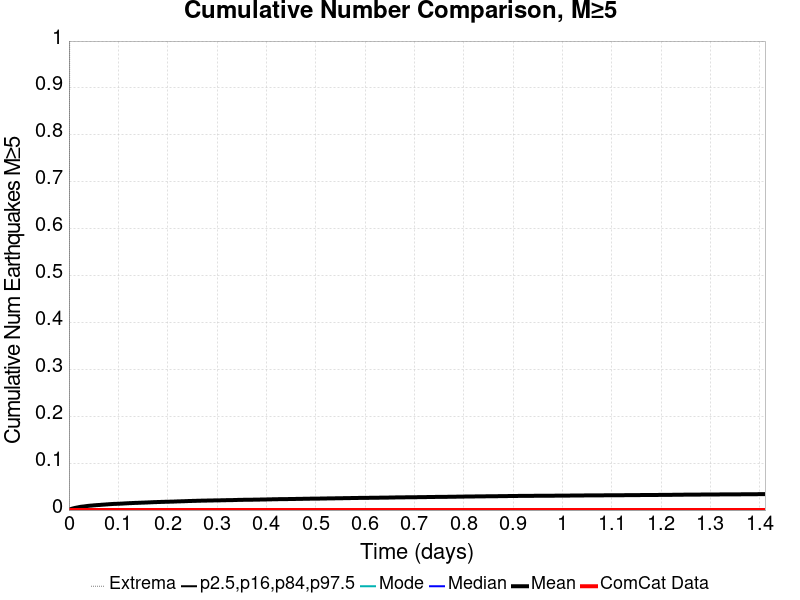 Cumulative Number Comparison, M≥5
Cumulative Num Earthquakes M≥5
1
0.9
0.8
0.7
0.6
0.5
0.4
0.3
0.2
0.1
0
0 0.1 0.2 0.3 0.4 0.5 0.6 0.7 0.8 0.9 1 1.1 1.2 1.3 1.4
Time (days)
Extrema p2.5,p16,p84,p97.5 Mode Median Mean ComCat Data